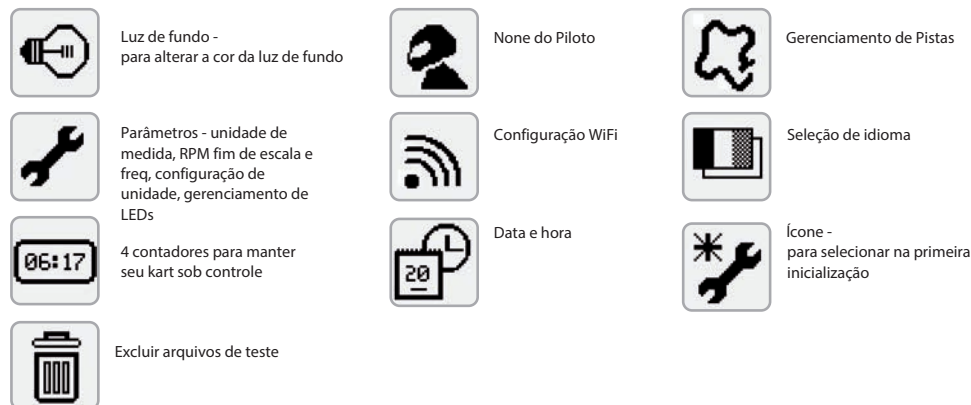 Luz de fundo -
para alterar a cor da luz de fundo
None do Piloto
Gerenciamento de Pistas
Parâmetros - unidade de
medida, RPM fim de escala e
freq, configuração de
unidade, gerenciamento de
LEDs
Configuração WiFi
Seleção de idioma
06:17
4 contadores para manter
seu kart sob controle
20
Data e hora
Ícone -
para selecionar na primeira
inicialização
Excluir arquivos de teste